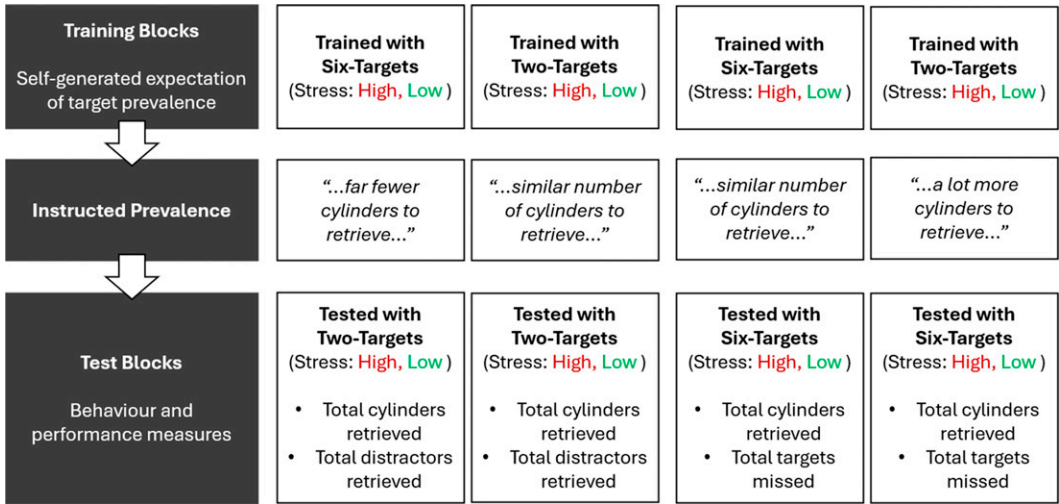 Training Blocks
Self-generated expectation
of target prevalence
Trained with
Six-Targets
(Stress: High, Low )
Trained with
Two-Targets
(Stress: High, Low )
Trained with
Six-Targets
(Stress: High, Low )
Trained with
Two-Targets
(Stress: High, Low )
Instructed Prevalence
“...far fewer
cylinders to
retrieve...”
“...similar number
of cylinders to
retrieve...”
“...similar number
of cylinders to
retrieve...”
“...a lot more
cylinders to
retrieve...”
Test Blocks
Behaviour and
performance measures
Tested with
Two-Targets
(Stress: High, Low )
• Total cylinders
retrieved
• Total distractors
retrieved
Tested with
Two-Targets
(Stress: High, Low )
• Total cylinders
retrieved
• Total distractors
retrieved
Tested with
Six-Targets
(Stress: High, Low )
• Total cylinders
retrieved
• Total targets
missed
Tested with
Six-Targets
(Stress: High, Low )
• Total cylinders
retrieved
• Total targets
missed